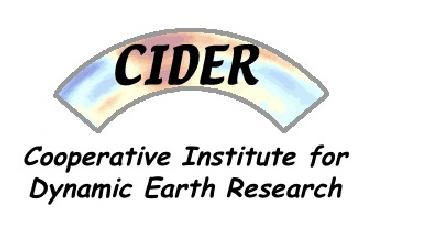 CIDER
Cooperative Institute for
Dynamic Earth Research